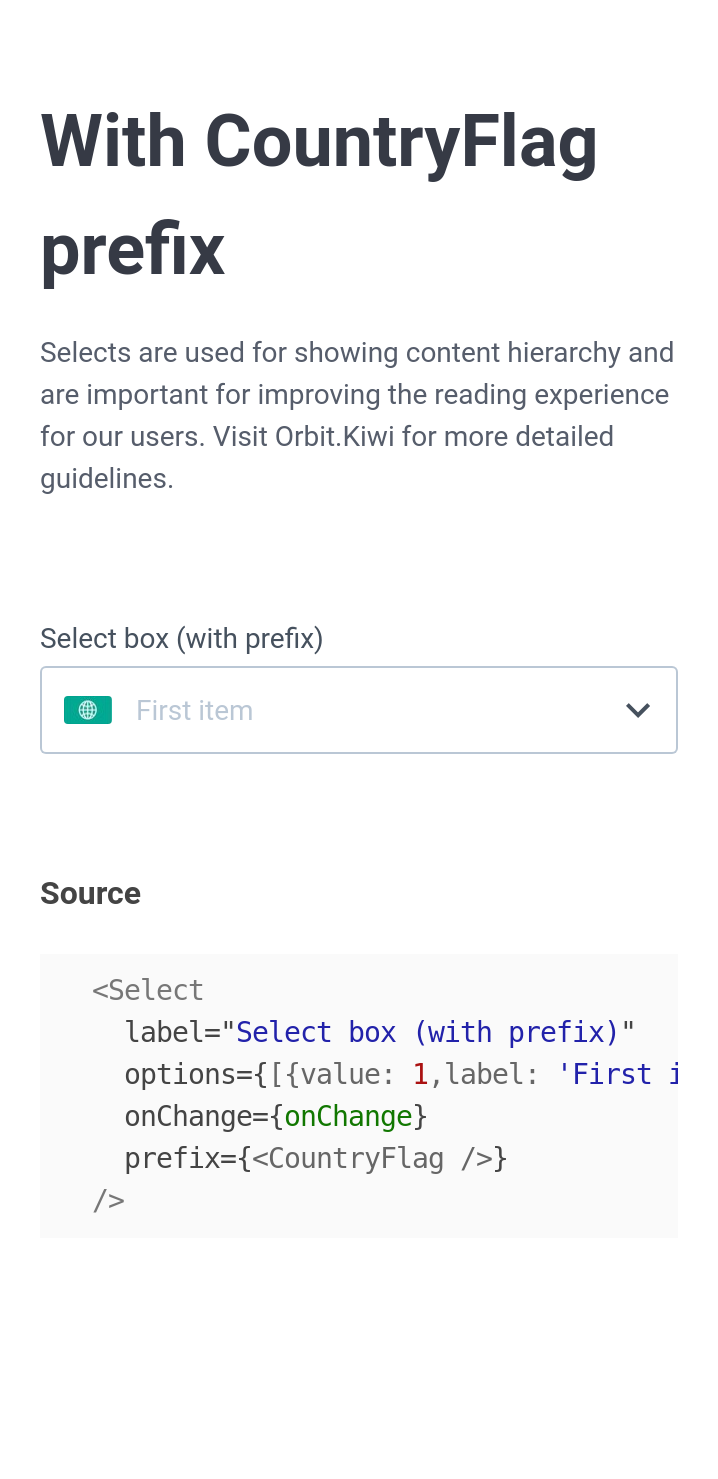 With CountryFlag
prefix
Selects are used for showing content hierarchy and
are important for improving the reading experience
for our users. Visit Orbit.Kiwi for more detailed
guidelines.
Select box (with prefix)
First item
Source
<Select
label="Select box (with prefix)"
options={[{value: 1,label: 'First i
onChange={onChange}
prefix={<CountryFlag />}
/>